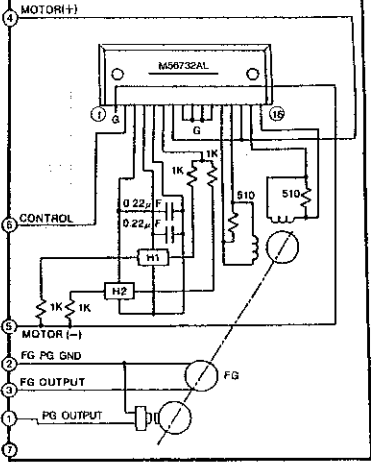 4 MOTOR(+)
M56732AL
1 G G 16
1K 1K
0.22μF
0.22μF
510 510
6 CONTROL
H1
H2
1K 1K
5
MOTOR (-)
2 FG PG GND
3 FG OUTPUT FG
1 PG OUTPUT
7